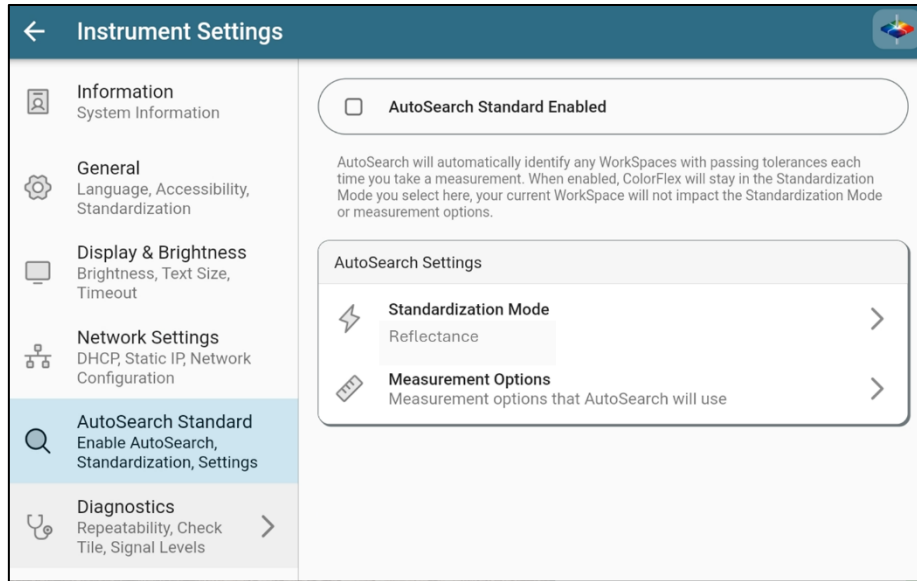 Instrument Settings
Information
System Information
General
Language, Accessibility,
Standardization
Display & Brightness
Brightness, Text Size,
Timeout
Network Settings
DHCP, Static IP, Network
Configuration
AutoSearch Standard
Enable AutoSearch,
Standardization, Settings
Diagnostics
Repeatability, Check
Tile, Signal Levels
AutoSearch Standard Enabled
AutoSearch will automatically identify any WorkSpaces with passing tolerances each
time you take a measurement. When enabled, ColorFlex will stay in the Standardization
Mode you select here, your current WorkSpace will not impact the Standardization Mode
or measurement options.
AutoSearch Settings
Standardization Mode
Reflectance
Measurement Options
Measurement options that AutoSearch will use